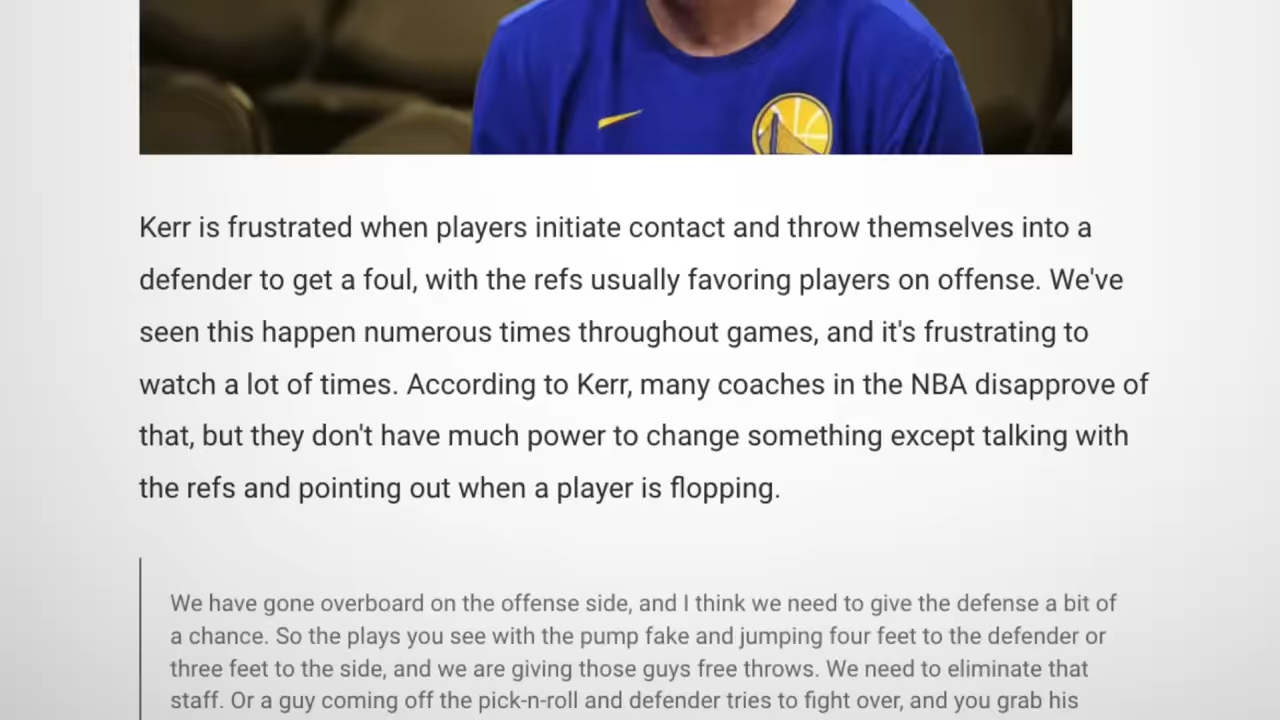 Kerr is frustrated when players initiate contact and throw themselves into a
defender to get a foul, with the refs usually favoring players on offense. We've
seen this happen numerous times throughout games, and it's frustrating to
watch a lot of times. According to Kerr, many coaches in the NBA disapprove of
that, but they don't have much power to change something except talking with
the refs and pointing out when a player is flopping.
We have gone overboard on the offense side, and I think we need to give the defense a bit of
a chance. So the plays you see with the pump fake and jumping four feet to the defender or
three feet to the side, and we are giving those guys free throws. We need to eliminate that
staff. Or a guy coming off the pick-n-roll and defender tries to fight over, and you grab his